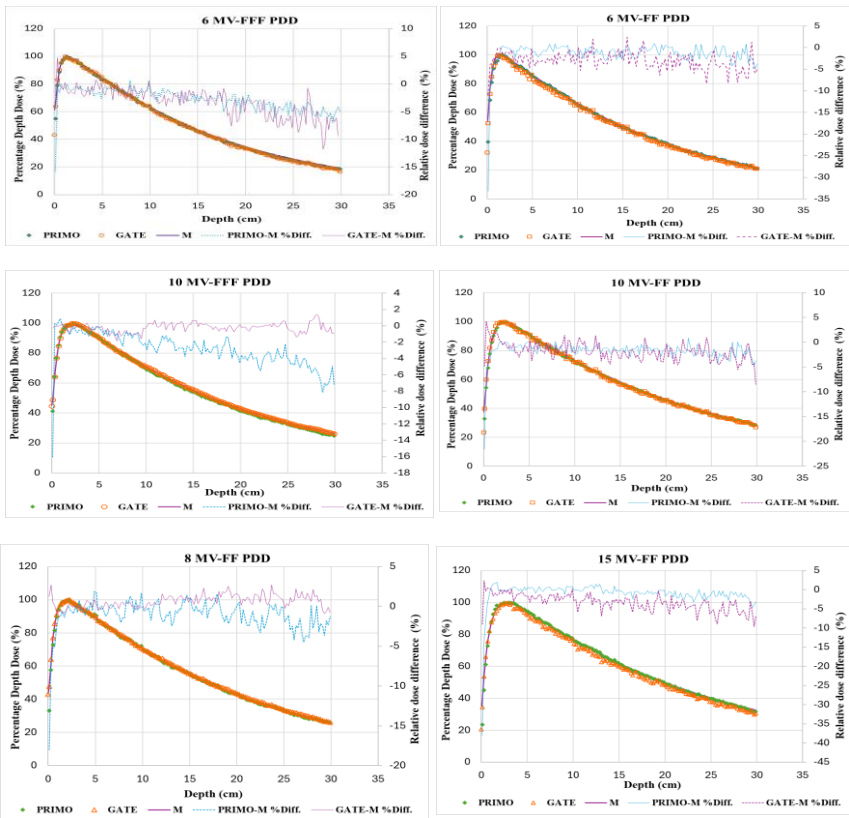 6 MV-FFF PDD
Percentage Depth Dose (%)
120
100
80
60
40
20
0
10
5
0
-5
-10
-15
-20
Relative dose difference (%)
0 5 10 15 20 25 30 35
Depth (cm)
PRIMO GATE M PRIMO-M %Diff. GATE-M %Diff.
6 MV-FF PDD
Percentage Depth Dose (%)
120
100
80
60
40
20
0
5
0
-5
-10
-15
-20
-25
-30
-35
Relative dose difference (%)
0 5 10 15 20 25 30 35
Depth (cm)
PRIMO GATE M PRIMO-M %Diff. GATE-M %Diff.
10 MV-FFF PDD
Percentage Depth Dose (%)
120
100
80
60
40
20
0
4
2
0
-2
-4
-6
-8
-10
-12
-14
-16
-18
Relative dose difference (%)
0 5 10 15 20 25 30 35
Depth (cm)
PRIMO GATE M PRIMO-M %Diff. GATE-M %Diff.
10 MV-FF PDD
Percentage Depth Dose (%)
120
100
80
60
40
20
0
10
5
0
-5
-10
-15
-20
-25
Relative dose difference (%)
0 5 10 15 20 25 30 35
Depth (cm)
PRIMO GATE M PRIMO-M %Diff. GATE-M %Diff.
8 MV-FF PDD
Percentage Depth Dose (%)
120
100
80
60
40
20
0
5
0
-5
-10
-15
-20
Relative dose difference (%)
0 5 10 15 20 25 30 35
Depth (cm)
PRIMO GATE M PRIMO-M %Diff. GATE-M %Diff.
15 MV-FF PDD
Percentage Depth Dose (%)
120
100
80
60
40
20
0
5
0
-5
-10
-15
-20
-25
-30
-35
-40
-45
Relative dose difference (%)
0 5 10 15 20 25 30 35
Depth (cm)
PRIMO GATE M PRIMO-M %Diff. GATE-M %Diff.